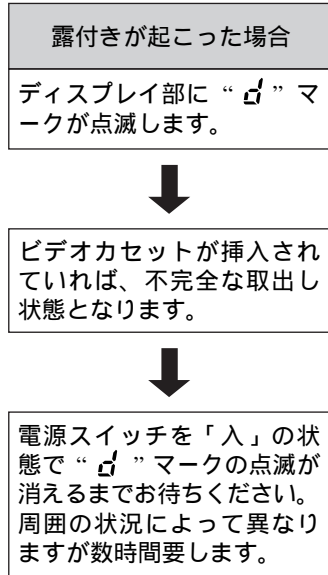 露付きが起こった場合
ディスプレイ部に“ d ”マ
ークが点滅します。
ビデオカセットが挿入され
ていれば、不完全な取出し
状態となります。
電源スイッチを「入」の状
態で“ d ”マークの点滅が
消えるまでお待ちください。
周囲の状況によって異なり
ますが数時間要します。